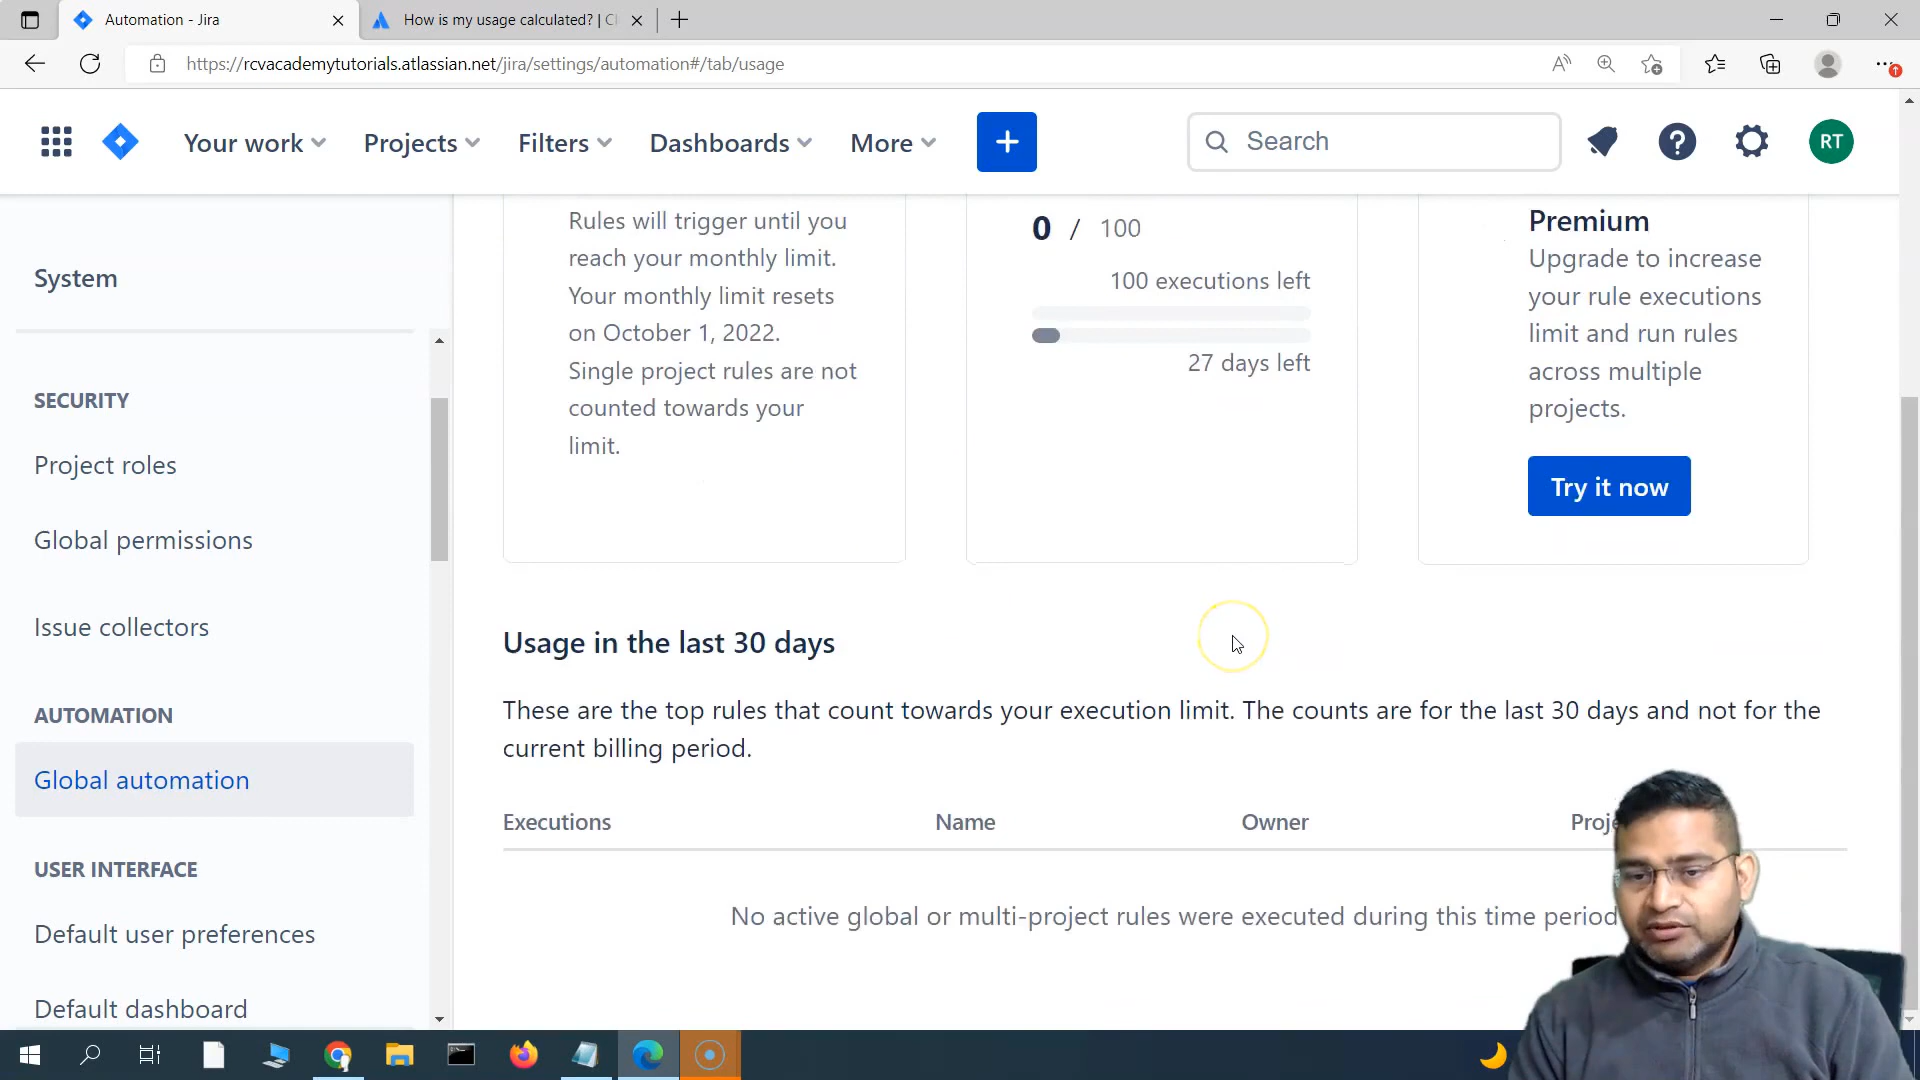 Automation - Jira
How is my usage calculated? | Cl
https://rcvacademytutorials.atlassian.net/jira/settings/automation#/tab/usage
Your work
Projects
Filters
Dashboards
More
Search
RT
System
SECURITY
Project roles
Global permissions
Issue collectors
AUTOMATION
Global automation
USER INTERFACE
Default user preferences
Default dashboard
Rules will trigger until you
reach your monthly limit.
Your monthly limit resets
on October 1, 2022.
Single project rules are not
counted towards your
limit.
0 / 100
100 executions left
27 days left
Premium
Upgrade to increase
your rule executions
limit and run rules
across multiple
projects.
Try it now
Usage in the last 30 days
These are the top rules that count towards your execution limit. The counts are for the last 30 days and not for the
current billing period.
Executions
Name
Owner
Proje
No active global or multi-project rules were executed during this time period